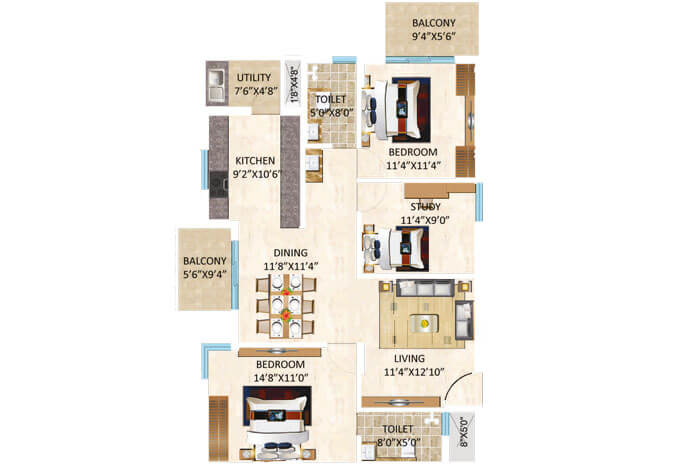 BALCONY
9'4"X5'6"
UTILITY
7'6"X4'8"
1'8"X4'8"
TOILET
5'0"X8'0"
BEDROOM
11'4"X11'4"
KITCHEN
9'2"X10'6"
STUDY
11'4"X9'0"
BALCONY
5'6"X9'4"
DINING
11'8"X11'4"
LIVING
11'4"X12'10"
BEDROOM
14'8"X11'0"
TOILET
8'0"X5'0"
8"X5'0"